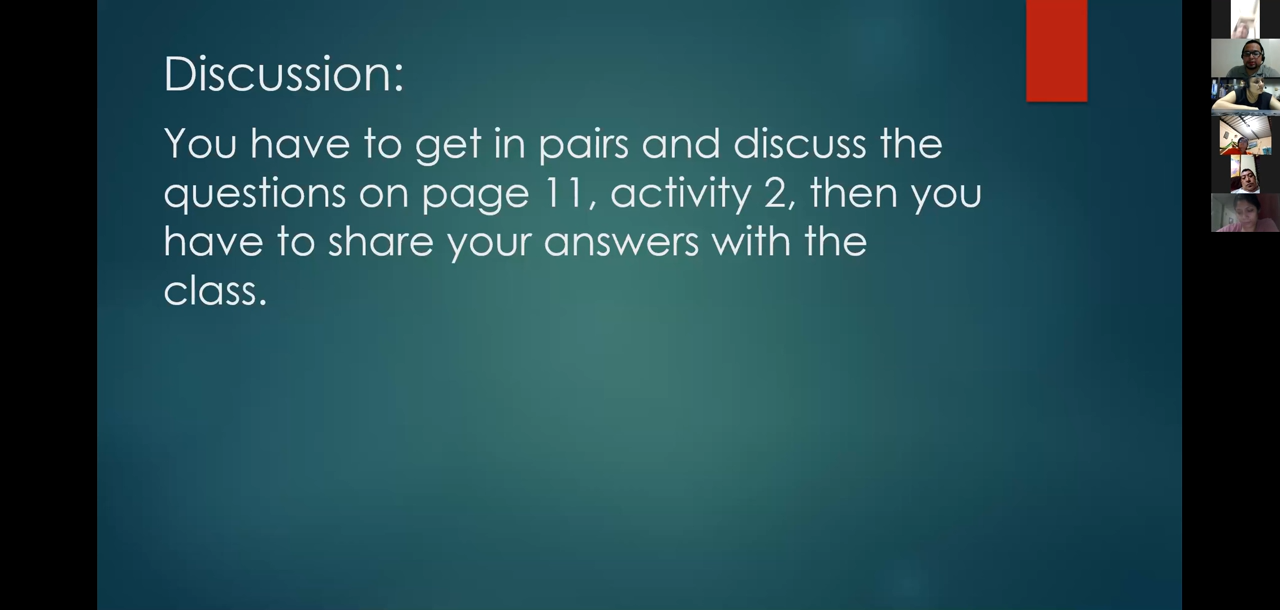 Discussion:
You have to get in pairs and discuss the
questions on page 11, activity 2, then you
have to share your answers with the
class.